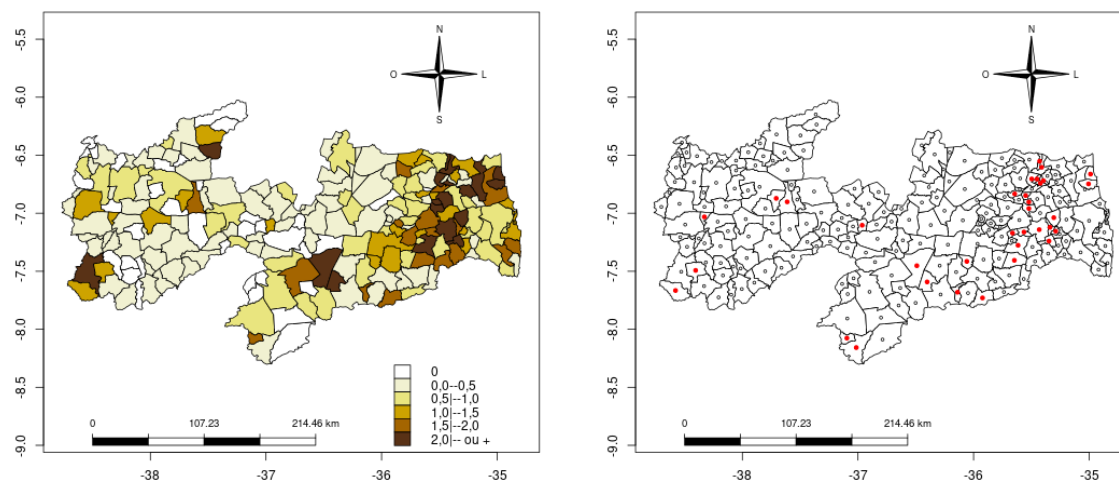 N
O L
S
-5.5
-6.0
-6.5
-7.0
-7.5
-8.0
-8.5
-9.0
0
0,0--0,5
0,5|--1,0
1,0|--1,5
1,5|--2,0
2,0|-- ou +
0 107.23 214.46 km
-38 -37 -36 -35
N
O L
S
-5.5
-6.0
-6.5
-7.0
-7.5
-8.0
-8.5
-9.0
0 107.23 214.46 km
-38 -37 -36 -35